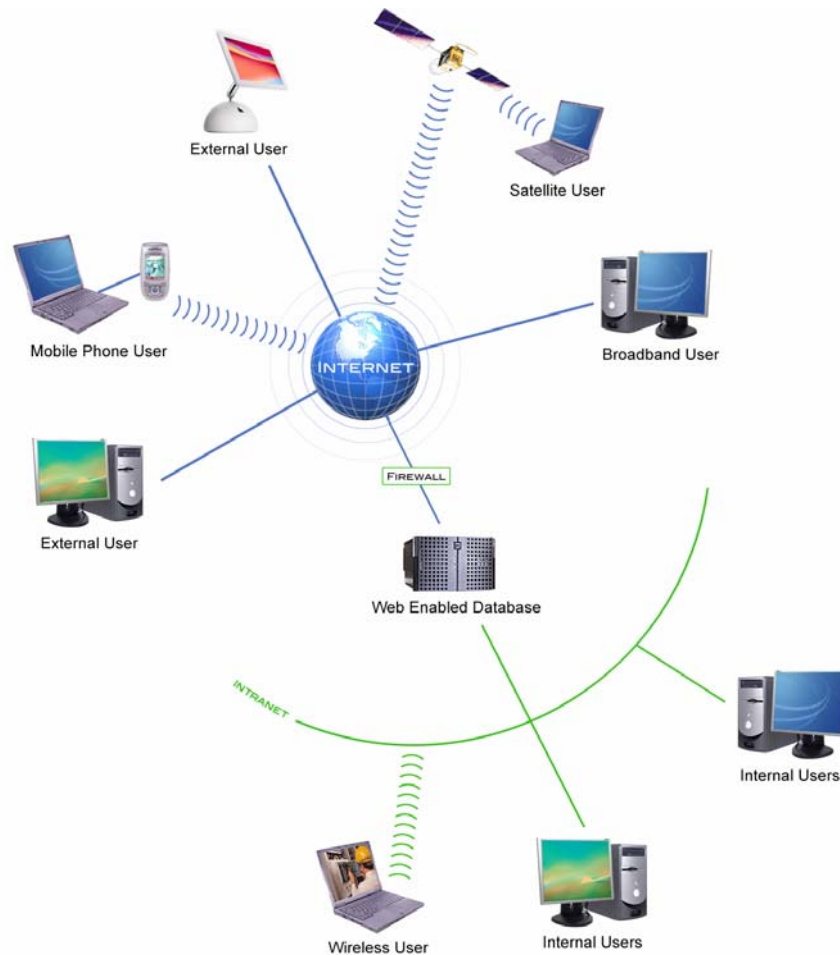 External User
Satellite User
Mobile Phone User
Broadband User
INTERNET
FIREWALL
External User
Web Enabled Database
INTRANET
Internal Users
Wireless User
Internal Users